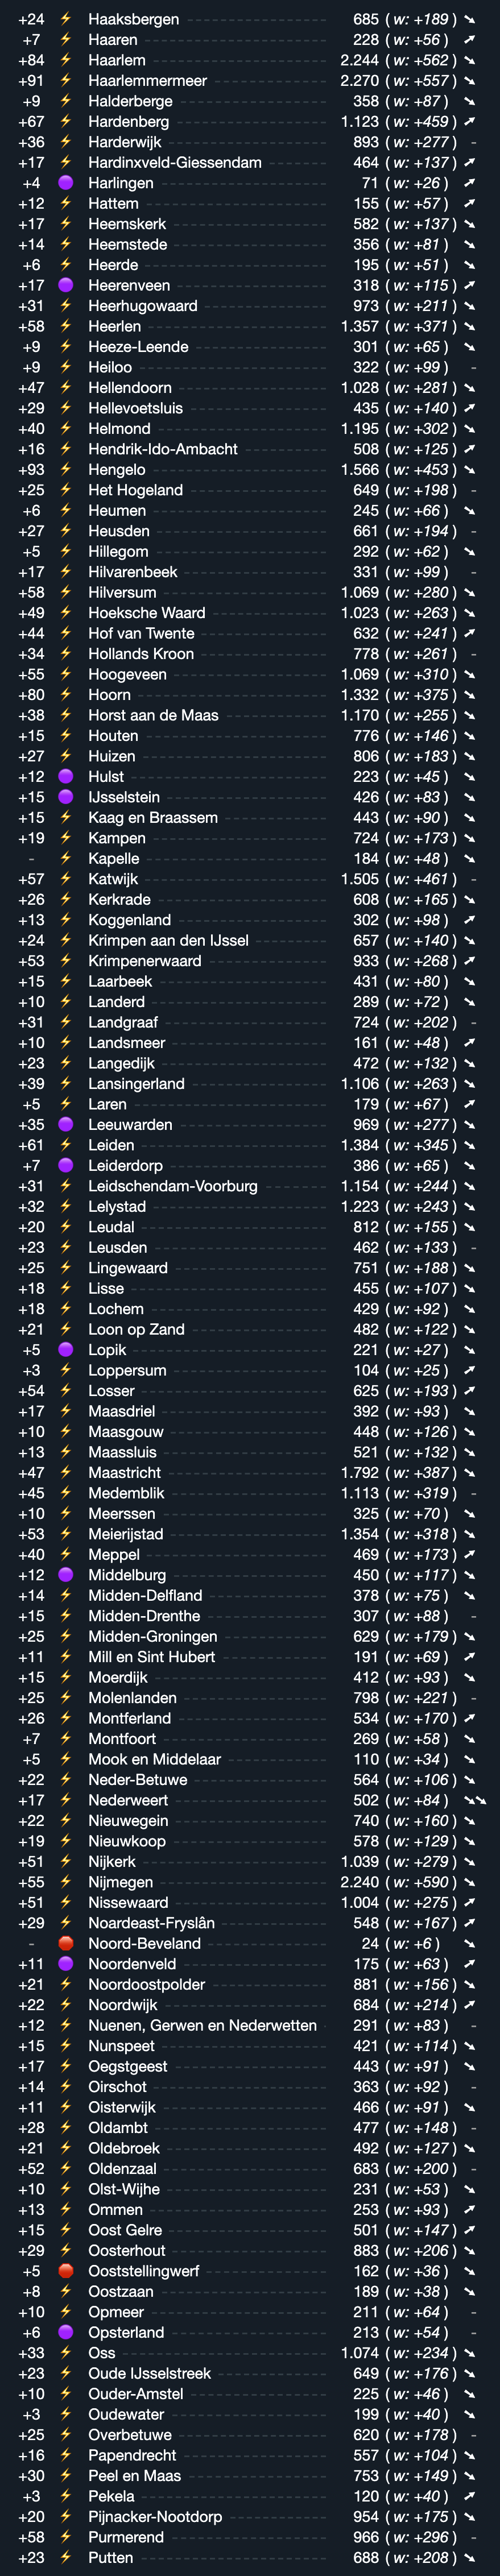 +24 ⚡ Haaksbergen 685 ( w: +189 ) ↘
+7 ⚡ Haaren 228 ( w: +56 ) ↗
+84 ⚡ Haarlem 2.244 ( w: +562 ) ↘
+91 ⚡ Haarlemmermeer 2.270 ( w: +557 ) ↘
+9 ⚡ Halderberge 358 ( w: +87 ) ↘
+67 ⚡ Hardenberg 1.123 ( w: +459 ) ↗
+36 ⚡ Harderwijk 893 ( w: +277 ) -
+17 ⚡ Hardinxveld-Giessendam 464 ( w: +137 ) ↗
+4 🟣 Harlingen 71 ( w: +26 ) ↗
+12 ⚡ Hattem 155 ( w: +57 ) ↗
+17 ⚡ Heemskerk 582 ( w: +137 ) ↘
+14 ⚡ Heemstede 356 ( w: +81 ) ↘
+6 ⚡ Heerde 195 ( w: +51 ) ↘
+17 🟣 Heerenveen 318 ( w: +115 ) ↗
+31 ⚡ Heerhugowaard 973 ( w: +211 ) ↘
+58 ⚡ Heerlen 1.357 ( w: +371 ) ↘
+9 ⚡ Heeze-Leende 301 ( w: +65 ) ↘
+9 ⚡ Heiloo 322 ( w: +99 ) -
+47 ⚡ Hellendoorn 1.028 ( w: +281 ) ↘
+29 ⚡ Hellevoetsluis 435 ( w: +140 ) ↗
+40 ⚡ Helmond 1.195 ( w: +302 ) ↘
+16 ⚡ Hendrik-Ido-Ambacht 508 ( w: +125 ) ↗
+93 ⚡ Hengelo 1.566 ( w: +453 ) ↘
+25 ⚡ Het Hogeland 649 ( w: +198 ) -
+6 ⚡ Heumen 245 ( w: +66 ) ↘
+27 ⚡ Heusden 661 ( w: +194 ) -
+5 ⚡ Hillegom 292 ( w: +62 ) ↘
+17 ⚡ Hilvarenbeek 331 ( w: +99 ) -
+58 ⚡ Hilversum 1.069 ( w: +280 ) ↘
+49 ⚡ Hoeksche Waard 1.023 ( w: +263 ) ↘
+44 ⚡ Hof van Twente 632 ( w: +241 ) ↗
+34 ⚡ Hollands Kroon 778 ( w: +261 ) -
+55 ⚡ Hoogeveen 1.069 ( w: +310 ) ↘
+80 ⚡ Hoorn 1.332 ( w: +375 ) ↘
+38 ⚡ Horst aan de Maas 1.170 ( w: +255 ) ↘
+15 ⚡ Houten 776 ( w: +146 ) ↘
+27 ⚡ Huizen 806 ( w: +183 ) ↘
+12 🟣 Hulst 223 ( w: +45 ) ↘
+15 🟣 IJsselstein 426 ( w: +83 ) ↘
+15 ⚡ Kaag en Braassem 443 ( w: +90 ) ↘
+19 ⚡ Kampen 724 ( w: +173 ) ↘
- ⚡ Kapelle 184 ( w: +48 ) ↘
+57 ⚡ Katwijk 1.505 ( w: +461 ) -
+26 ⚡ Kerkrade 608 ( w: +165 ) ↘
+13 ⚡ Koggenland 302 ( w: +98 ) ↗
+24 ⚡ Krimpen aan den IJssel 657 ( w: +140 ) ↘
+53 ⚡ Krimpenerwaard 933 ( w: +268 ) ↗
+15 ⚡ Laarbeek 431 ( w: +80 ) ↘
+10 ⚡ Landerd 289 ( w: +72 ) ↘
+31 ⚡ Landgraaf 724 ( w: +202 ) -
+10 ⚡ Landsmeer 161 ( w: +48 ) ↗
+23 ⚡ Langedijk 472 ( w: +132 ) ↘
+39 ⚡ Lansingerland 1.106 ( w: +263 ) ↘
+5 ⚡ Laren 179 ( w: +67 ) ↗
+35 🟣 Leeuwarden 969 ( w: +277 ) ↘
+61 ⚡ Leiden 1.384 ( w: +345 ) ↘
+7 🟣 Leiderdorp 386 ( w: +65 ) ↘
+31 ⚡ Leidschendam-Voorburg 1.154 ( w: +244 ) ↘
+32 ⚡ Lelystad 1.223 ( w: +243 ) ↘
+20 ⚡ Leudal 812 ( w: +155 ) ↘
+23 ⚡ Leusden 462 ( w: +133 ) -
+25 ⚡ Lingewaard 751 ( w: +188 ) ↘
+18 ⚡ Lisse 455 ( w: +107 ) ↘
+18 ⚡ Lochem 429 ( w: +92 ) ↘
+21 ⚡ Loon op Zand 482 ( w: +122 ) ↘
+5 🟣 Lopik 221 ( w: +27 ) ↘
+3 ⚡ Loppersum 104 ( w: +25 ) ↗
+54 ⚡ Losser 625 ( w: +193 ) ↗
+17 ⚡ Maasdriel 392 ( w: +93 ) ↘
+10 ⚡ Maasgouw 448 ( w: +126 ) ↘
+13 ⚡ Maassluis 521 ( w: +132 ) ↘
+47 ⚡ Maastricht 1.792 ( w: +387 ) ↘
+45 ⚡ Medemblik 1.113 ( w: +319 ) -
+10 ⚡ Meerssen 325 ( w: +70 ) ↘
+53 ⚡ Meierijstad 1.354 ( w: +318 ) ↘
+40 ⚡ Meppel 469 ( w: +173 ) ↗
+12 🟣 Middelburg 450 ( w: +117 ) ↘
+14 ⚡ Midden-Delfland 378 ( w: +75 ) ↘
+15 ⚡ Midden-Drenthe 307 ( w: +88 ) -
+25 ⚡ Midden-Groningen 629 ( w: +179 ) ↘
+11 ⚡ Mill en Sint Hubert 191 ( w: +69 ) ↗
+15 ⚡ Moerdijk 412 ( w: +93 ) ↘
+25 ⚡ Molenlanden 798 ( w: +221 ) -
+26 ⚡ Montferland 534 ( w: +170 ) ↗
+7 ⚡ Montfoort 269 ( w: +58 ) ↘
+5 ⚡ Mook en Middelaar 110 ( w: +34 ) ↘
+22 ⚡ Neder-Betuwe 564 ( w: +106 ) ↘
+17 ⚡ Nederweert 502 ( w: +84 ) ↘↘
+22 ⚡ Nieuwegein 740 ( w: +160 ) ↘
+19 ⚡ Nieuwkoop 578 ( w: +129 ) ↘
+51 ⚡ Nijkerk 1.039 ( w: +279 ) ↘
+55 ⚡ Nijmegen 2.240 ( w: +590 ) ↘
+51 ⚡ Nissewaard 1.004 ( w: +275 ) ↗
+29 ⚡ Noardeast-Fryslân 548 ( w: +167 ) ↗
- 🛑 Noord-Beveland 24 ( w: +6 ) ↘
+11 🟣 Noordenveld 175 ( w: +63 ) ↗
+21 ⚡ Noordoostpolder 881 ( w: +156 ) ↘
+22 ⚡ Noordwijk 684 ( w: +214 ) ↗
+12 ⚡ Nuenen, Gerwen en Nederwetten 291 ( w: +83 ) -
+15 ⚡ Nunspeet 421 ( w: +114 ) ↘
+17 ⚡ Oegstgeest 443 ( w: +91 ) ↘
+14 ⚡ Oirschot 363 ( w: +92 ) -
+11 ⚡ Oisterwijk 466 ( w: +91 ) ↘
+28 ⚡ Oldambt 477 ( w: +148 ) -
+21 ⚡ Oldebroek 492 ( w: +127 ) ↘
+52 ⚡ Oldenzaal 683 ( w: +200 ) -
+10 ⚡ Olst-Wijhe 231 ( w: +53 ) ↘
+13 ⚡ Ommen 253 ( w: +93 ) ↗
+15 ⚡ Oost Gelre 501 ( w: +147 ) ↗
+29 ⚡ Oosterhout 883 ( w: +206 ) ↘
+5 🛑 Ooststellingwerf 162 ( w: +36 ) ↘
+8 ⚡ Oostzaan 189 ( w: +38 ) ↘
+10 ⚡ Opmeer 211 ( w: +64 ) -
+6 🟣 Opsterland 213 ( w: +54 ) -
+33 ⚡ Oss 1.074 ( w: +234 ) ↘
+23 ⚡ Oude IJsselstreek 649 ( w: +176 ) ↘
+10 ⚡ Ouder-Amstel 225 ( w: +46 ) ↘
+3 ⚡ Oudewater 199 ( w: +40 ) ↘
+25 ⚡ Overbetuwe 620 ( w: +178 ) -
+16 ⚡ Papendrecht 557 ( w: +104 ) ↘
+30 ⚡ Peel en Maas 753 ( w: +149 ) ↘
+3 ⚡ Pekela 120 ( w: +40 ) ↗
+20 ⚡ Pijnacker-Nootdorp 954 ( w: +175 ) ↘
+58 ⚡ Purmerend 966 ( w: +296 ) -
+23 ⚡ Putten 688 ( w: +208 ) ↘